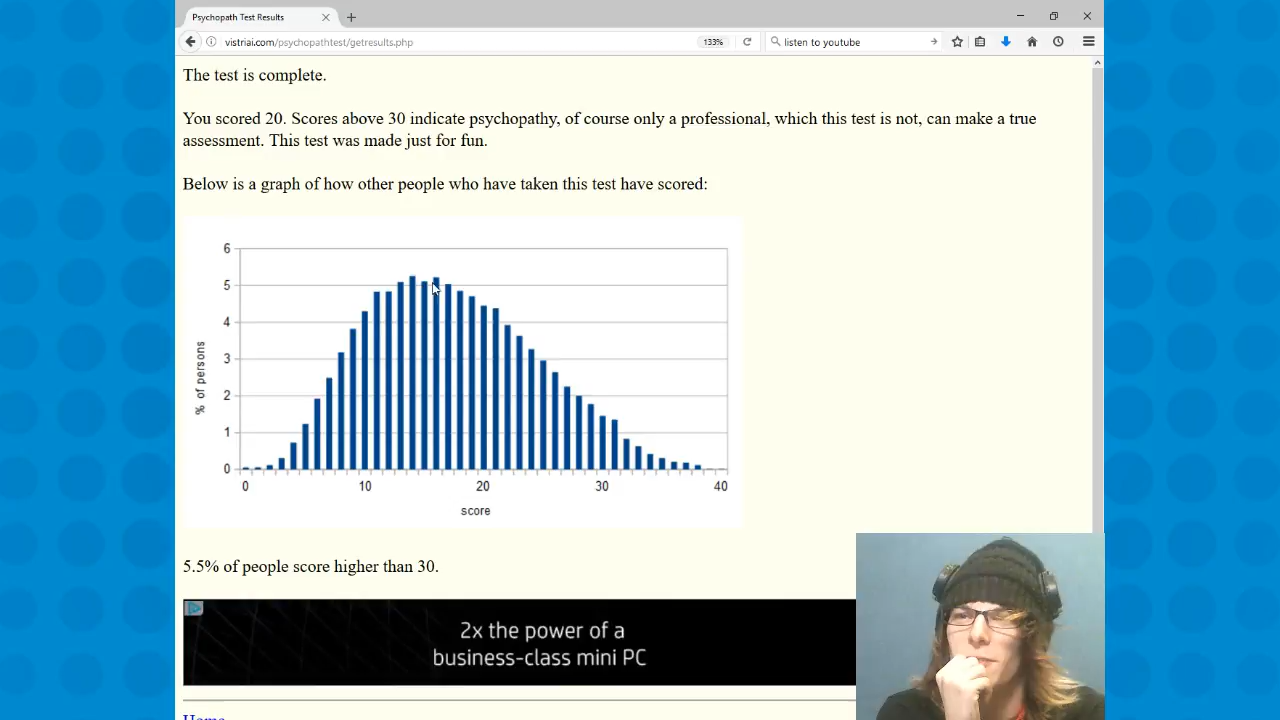 Psychopath Test Results
vistriai.com/psychopathtest/getresults.php
133%
listen to youtube
The test is complete.
You scored 20. Scores above 30 indicate psychopathy, of course only a professional, which this test is not, can make a true
assessment. This test was made just for fun.
Below is a graph of how other people who have taken this test have scored:
6
5
4
3
2
1
0
% of persons
0 10 20 30 40
score
5.5% of people score higher than 30.
2x the power of a
business-class mini PC
Home